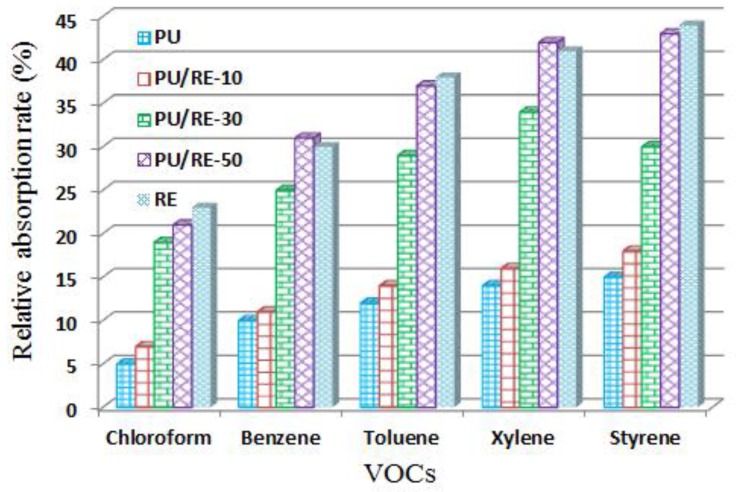 45
40
35
30
25
20
15
10
5
0
Relative absorption rate (%)
PU
PU/RE-10
PU/RE-30
PU/RE-50
RE
Chloroform Benzene Toluene Xylene Styrene
VOCs